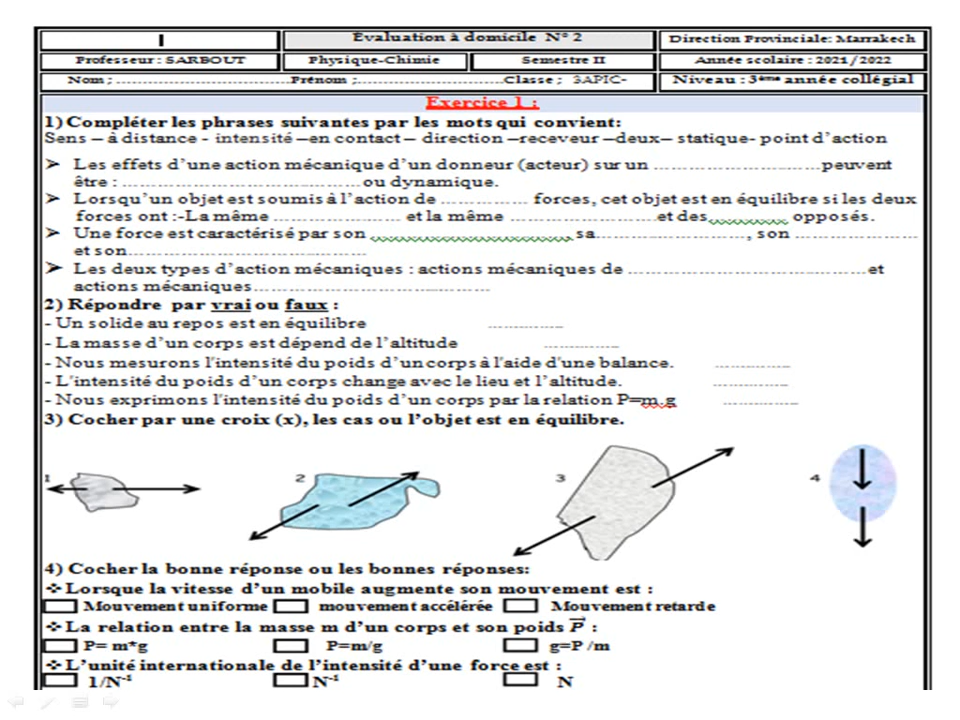 I
Évaluation à domicile N° 2
Direction Provinciale: Marrakech
Professeur : SARBOUT
Physique-Chimie
Semestre II
Année scolaire : 2021/2022
Nom ; ……………………………… Prénom ;…………………………… Classe ; 3APIC-
Niveau : 3ème année collégial
Exercice 1 :
1) Compléter les phrases suivantes par les mots qui convient:
Sens – à distance - intensité –en contact – direction –receveur –deux– statique- point d’action
➢ Les effets d’une action mécanique d’un donneur (acteur) sur un ………………………… peuvent
être : …………………………………… ou dynamique.
➢ Lorsqu’un objet est soumis à l’action de …………… forces, cet objet est en équilibre si les deux
forces ont :-La même ………………… et la même …………………… et des………… opposés.
➢ Une force est caractérisé par son ………………………… sa……………………, son …………………
et son……………………………………
➢ Les deux types d’action mécaniques : actions mécaniques de …………………………………et
actions mécaniques……………………………………
2) Répondre par vrai ou faux :
- Un solide au repos est en équilibre ……………
- La masse d’un corps est dépend de l’altitude ……………
- Nous mesurons l'intensité du poids d’un corps à l'aide d'une balance. ……………
- L'intensité du poids d’un corps change avec le lieu et l’altitude. ……………
- Nous exprimons l'intensité du poids d’un corps par la relation P=m.g ……………
3) Cocher par une croix (x), les cas ou l’objet est en équilibre.
1
2
3
4
4) Cocher la bonne réponse ou les bonnes réponses:
❖ Lorsque la vitesse d’un mobile augmente son mouvement est :
Mouvement uniforme mouvement accélérée Mouvement retarde
❖ La relation entre la masse m d’un corps et son poids P⃗ :
P= m*g P=m/g g=P /m
❖ L’unité internationale de l’intensité d’une force est :
1/N⁻¹ N⁻¹ N